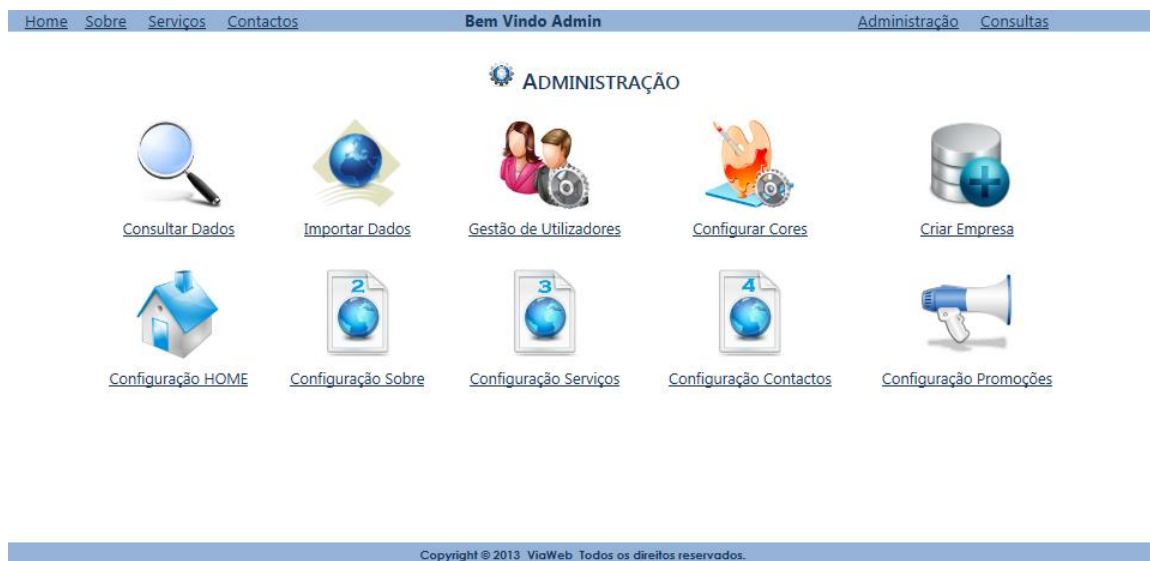 Home Sobre Serviços Contactos Bem Vindo Admin Administração Consultas
Administração
Consultar Dados Importar Dados Gestão de Utilizadores Configurar Cores Criar Empresa
2 3 4
Configuração HOME Configuração Sobre Configuração Serviços Configuração Contactos Configuração Promoções
Copyright © 2013 ViaWeb Todos os direitos reservados.